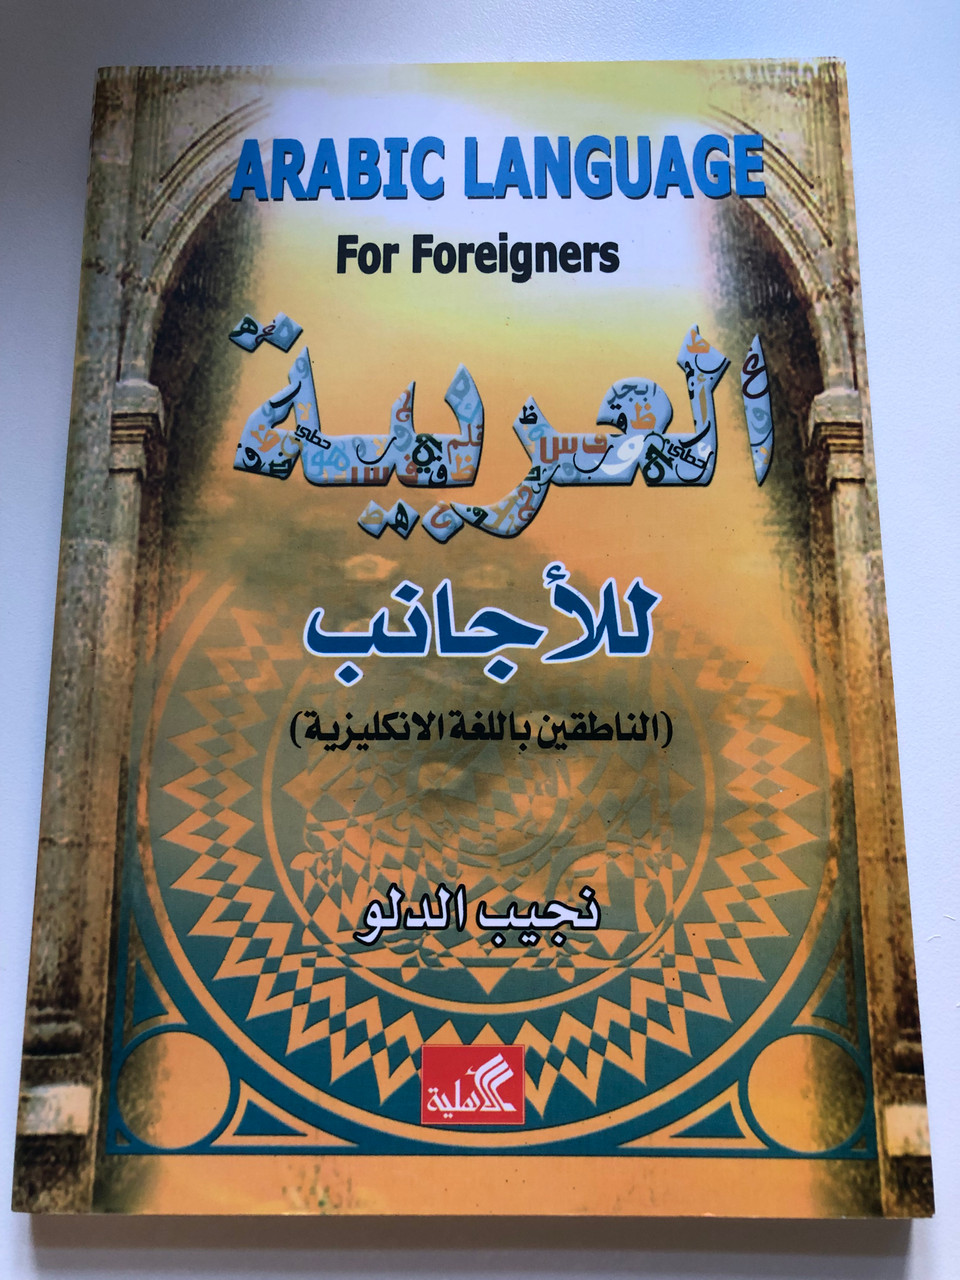 ARABIC LANGUAGE
For Foreigners
العربية
للأجانب
(الناطقين باللغة الانكليزية)
نجيب الدلو
الأهلية